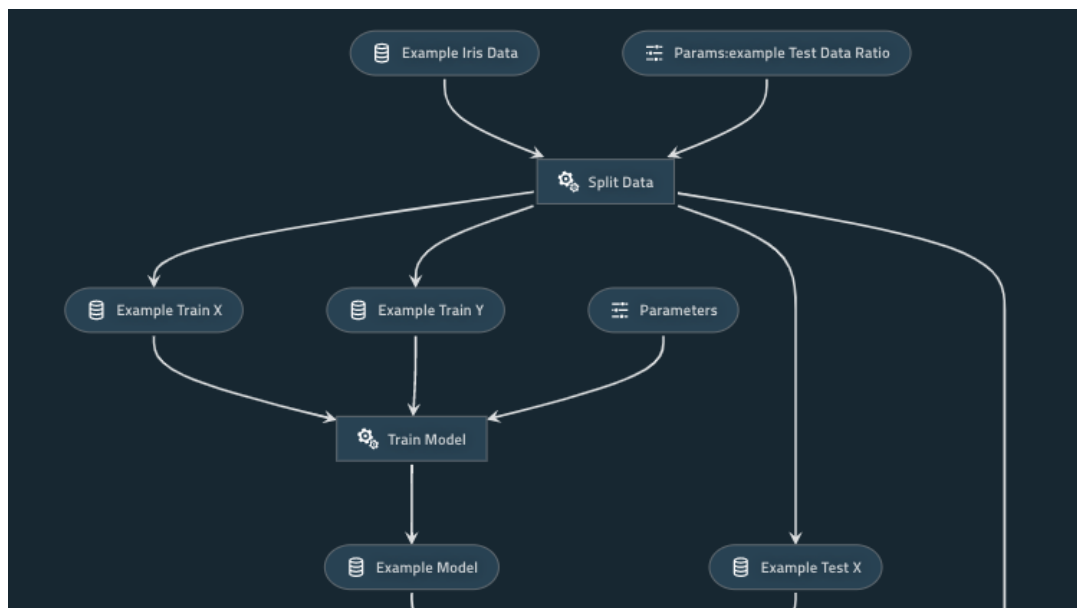 Example Iris Data
Params:example Test Data Ratio
Split Data
Example Train X
Example Train Y
Parameters
Train Model
Example Model
Example Test X